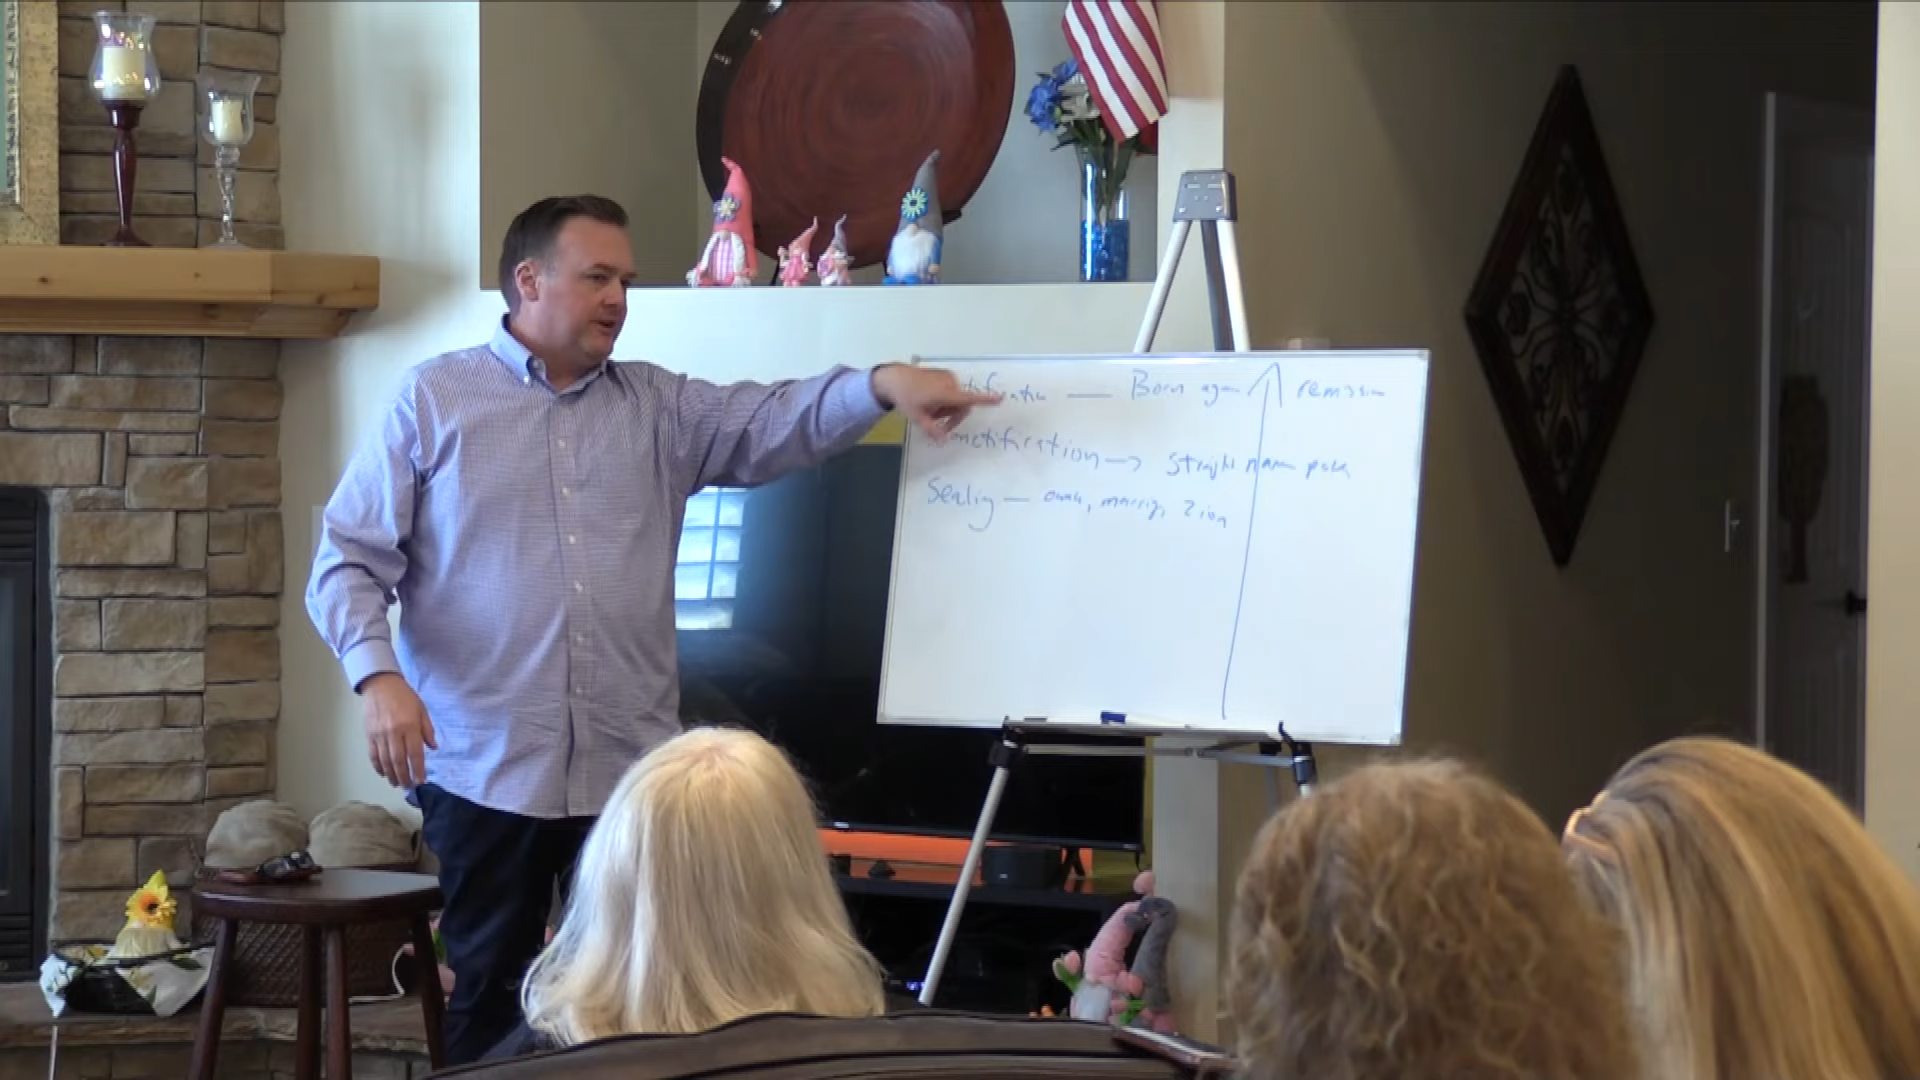 Born again remission
Sanctification → straight narrow path
Sealing — oath, marriage, Zion